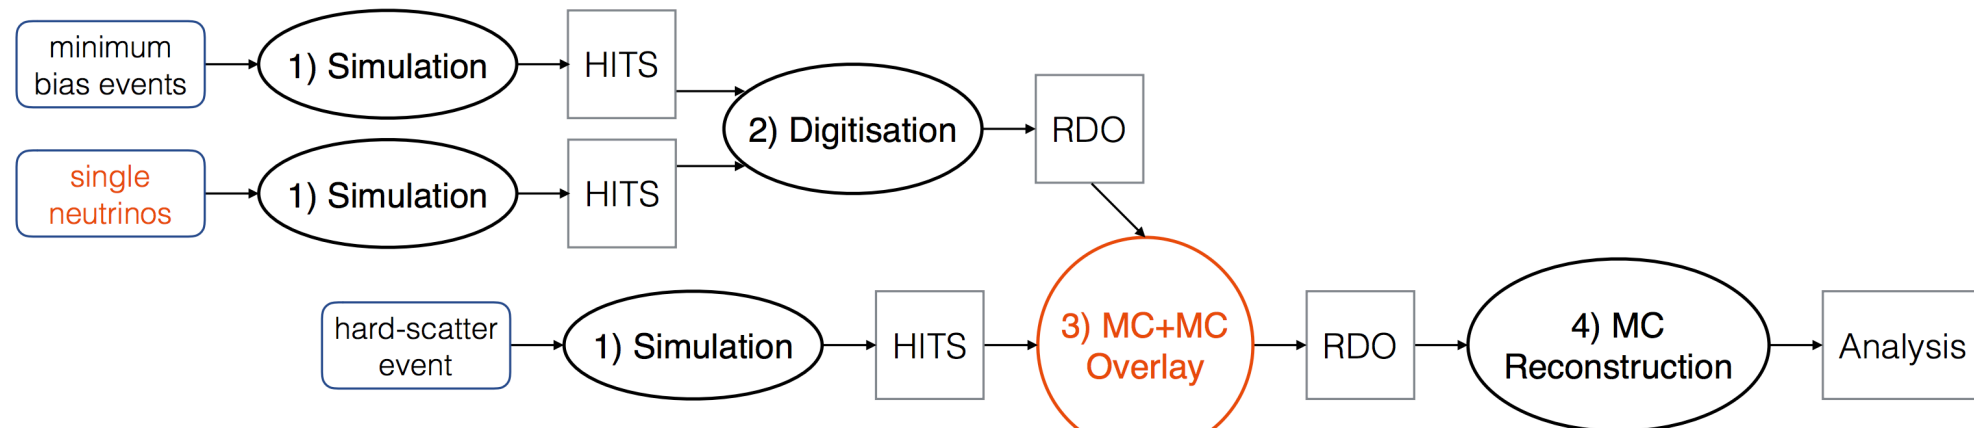 minimum
bias events
1) Simulation
HITS
2) Digitisation
RDO
single
neutrinos
1) Simulation
HITS
hard-scatter
event
1) Simulation
HITS
3) MC+MC
Overlay
RDO
4) MC
Reconstruction
Analysis